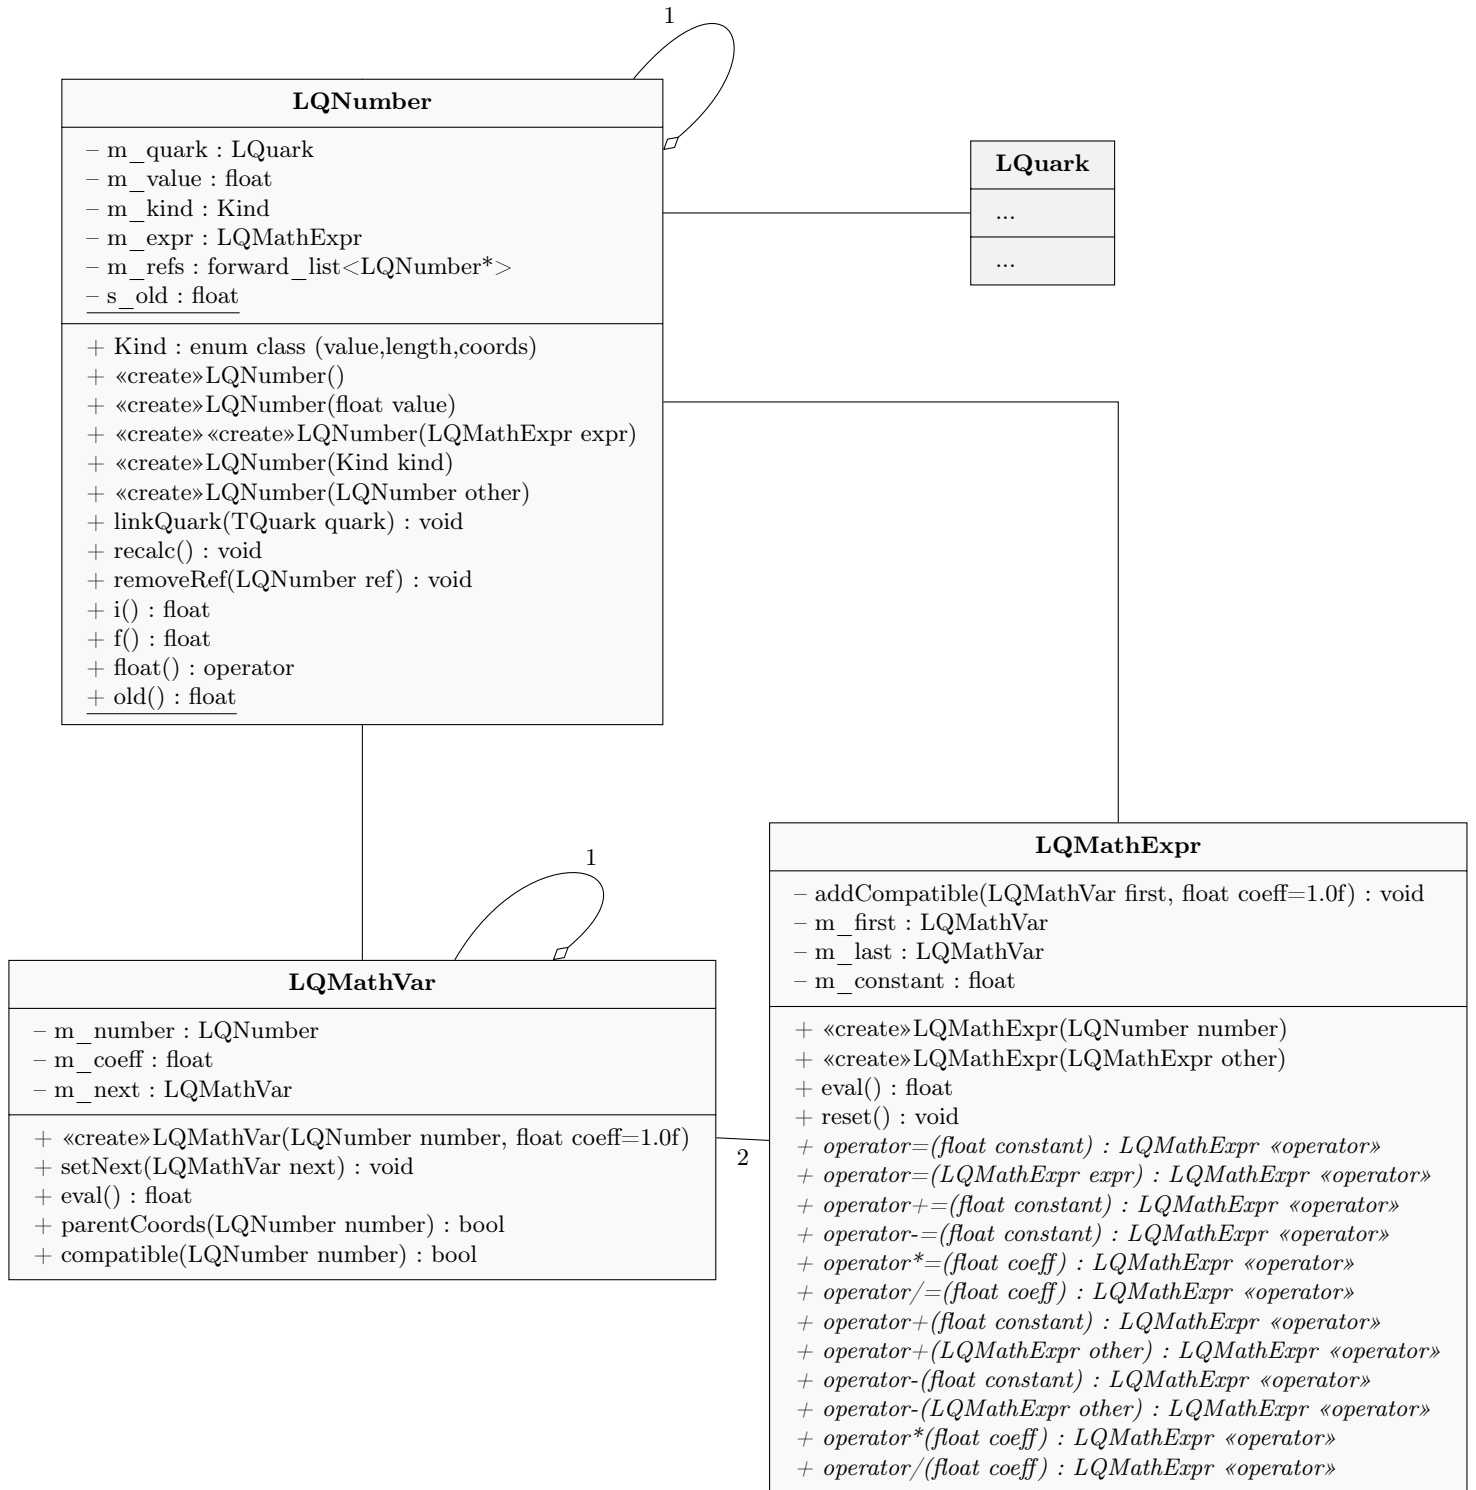 1
LQNumber
– m_quark : LQuark
– m_value : float
– m_kind : Kind
– m_expr : LQMathExpr
– m_refs : forward_list<LQNumber*>
– s_old : float
+ Kind : enum class (value,length,coords)
+ «create»LQNumber()
+ «create»LQNumber(float value)
+ «create»«create»LQNumber(LQMathExpr expr)
+ «create»LQNumber(Kind kind)
+ «create»LQNumber(LQNumber other)
+ linkQuark(TQuark quark) : void
+ recalc() : void
+ removeRef(LQNumber ref) : void
+ i() : float
+ f() : float
+ float() : operator
+ old() : float
LQuark
...
...
1
LQMathVar
– m_number : LQNumber
– m_coeff : float
– m_next : LQMathVar
+ «create»LQMathVar(LQNumber number, float coeff=1.0f)
+ setNext(LQMathVar next) : void
+ eval() : float
+ parentCoords(LQNumber number) : bool
+ compatible(LQNumber number) : bool
2
LQMathExpr
– addCompatible(LQMathVar first, float coeff=1.0f) : void
– m_first : LQMathVar
– m_last : LQMathVar
– m_constant : float
+ «create»LQMathExpr(LQNumber number)
+ «create»LQMathExpr(LQMathExpr other)
+ eval() : float
+ reset() : void
+ operator=(float constant) : LQMathExpr «operator»
+ operator=(LQMathExpr expr) : LQMathExpr «operator»
+ operator+=(float constant) : LQMathExpr «operator»
+ operator-=(float constant) : LQMathExpr «operator»
+ operator*=(float coeff) : LQMathExpr «operator»
+ operator/=(float coeff) : LQMathExpr «operator»
+ operator+(float constant) : LQMathExpr «operator»
+ operator+(LQMathExpr other) : LQMathExpr «operator»
+ operator-(float constant) : LQMathExpr «operator»
+ operator-(LQMathExpr other) : LQMathExpr «operator»
+ operator*(float coeff) : LQMathExpr «operator»
+ operator/(float coeff) : LQMathExpr «operator»